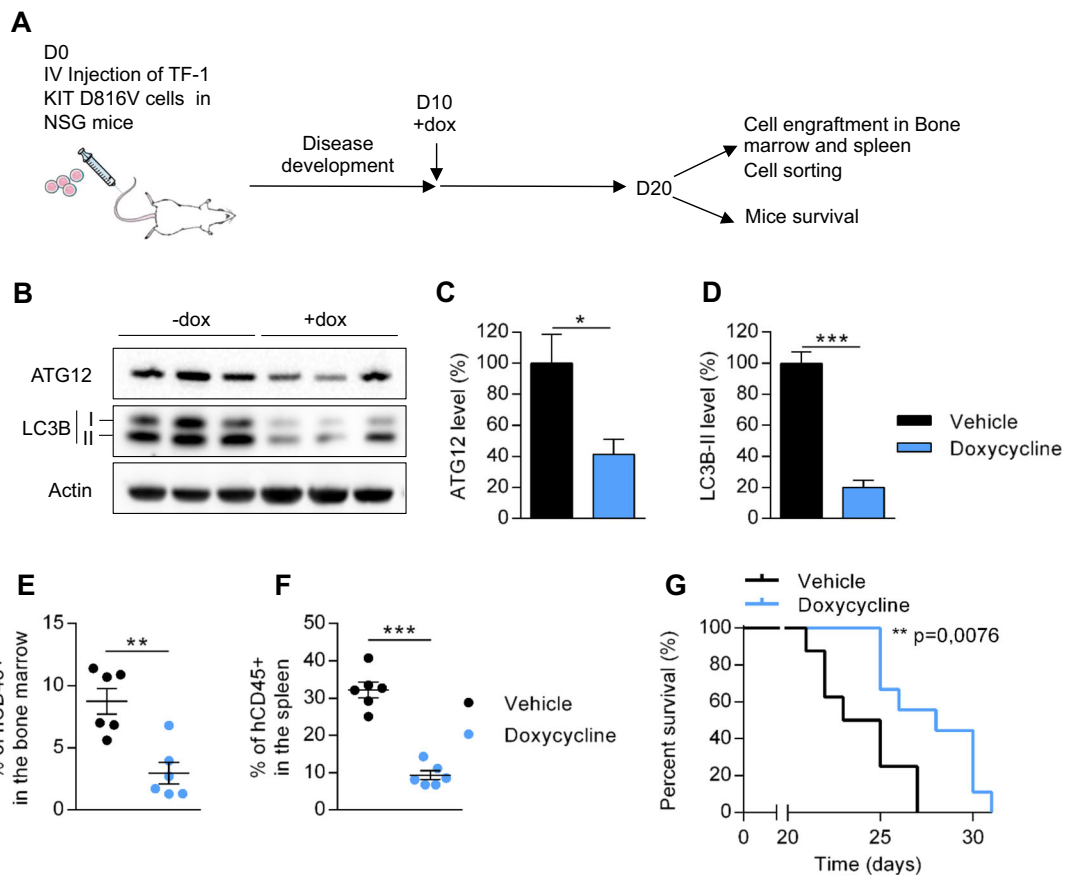 A
D0
IV Injection of TF-1
KIT D816V cells in
NSG mice
Disease
development
D10
+dox
D20
Cell engraftment in Bone
marrow and spleen
Cell sorting
Mice survival
B
-dox
+dox
ATG12
LC3B
I
II
Actin
C
ATG12 level (%)
120
100
80
60
40
20
0
*
D
LC3B-II level (%)
120
100
80
60
40
20
0
***
Vehicle
Doxycycline
E
in the bone marrow
15
10
5
0
**
F
% of hCD45+
in the spleen
50
40
30
20
10
0
***
Vehicle
Doxycycline
G
Vehicle
Doxycycline
** p=0,0076
Percent survival (%)
100
80
60
40
20
0
0 20 25 30
Time (days)